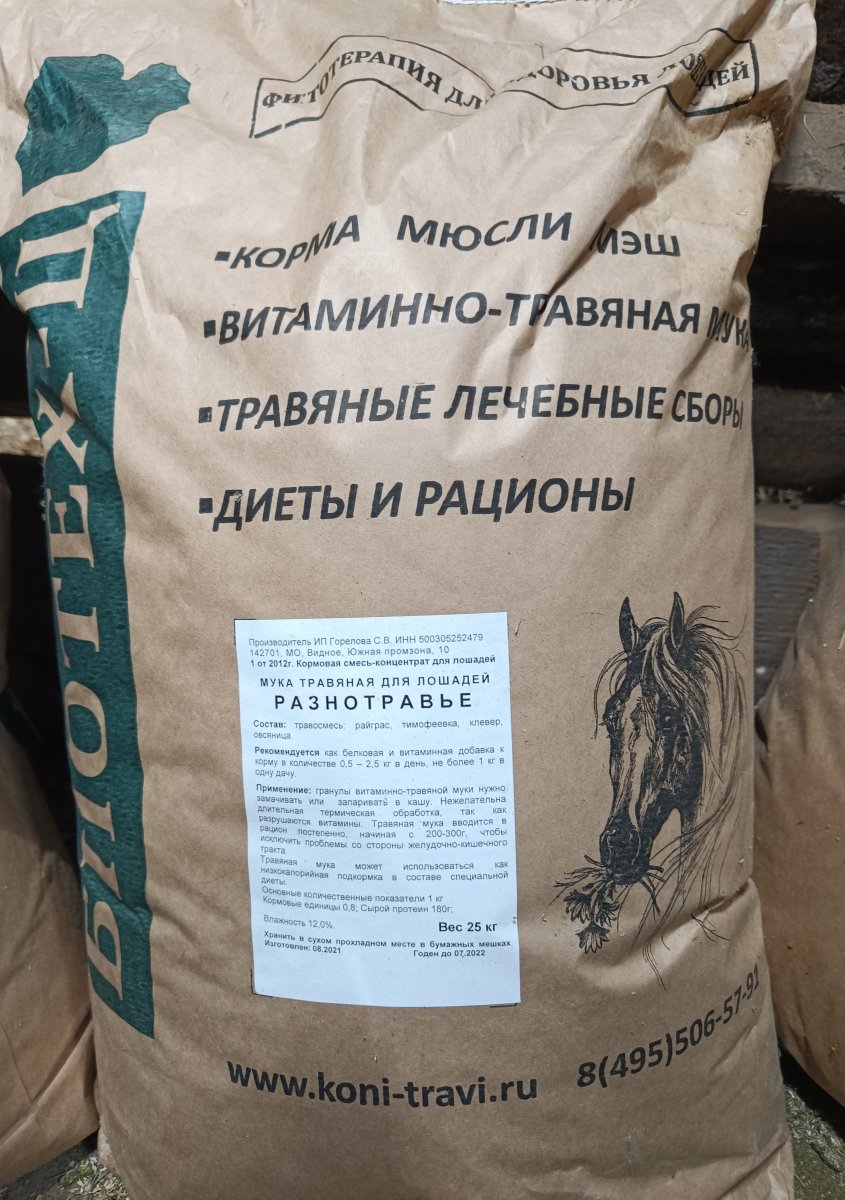 ФИТОТЕРАПИЯ ДЛЯ ЗДОРОВЬЯ ЛОШАДЕЙ
БИОТЕХ-Ц
▪КОРМА МЮСЛИ МЭШ
▪ВИТАМИННО-ТРАВЯНАЯ МУКА
▪ТРАВЯНЫЕ ЛЕЧЕБНЫЕ СБОРЫ
▪ДИЕТЫ И РАЦИОНЫ
Производитель ИП Горелова С.В. ИНН 500305252479
142701, МО, Видное, Южная промзона, 10
1 от 2012г. Кормовая смесь-концентрат для лошадей
МУКА ТРАВЯНАЯ ДЛЯ ЛОШАДЕЙ
РАЗНОТРАВЬЕ
Состав: травосмесь: райграс, тимофеевка, клевер,
овсяница.
Рекомендуется как белковая и витаминная добавка к
корму в количестве 0,5 – 2,5 кг в день, не более 1 кг в
одну дачу.
Применение: гранулы витаминно-травяной муки нужно
замачивать или запаривать в кашу. Нежелательна
длительная термическая обработка, так как
разрушаются витамины. Травяная мука вводится в
рацион постепенно, начиная с 200-300г, чтобы
исключить проблемы со стороны желудочно-кишечного
тракта.
Травяная мука может использоваться как
низкокалорийная подкормка в составе специальной
диеты.
Основные количественные показатели 1 кг
Кормовые единицы 0,8; Сырой протеин 180г;
Влажность 12,0%
Вес 25 кг
Хранить в сухом прохладном месте в бумажных мешках
Изготовлен: 08.2021 Годен до 07.2022
www.koni-travi.ru 8(495)506-57-91